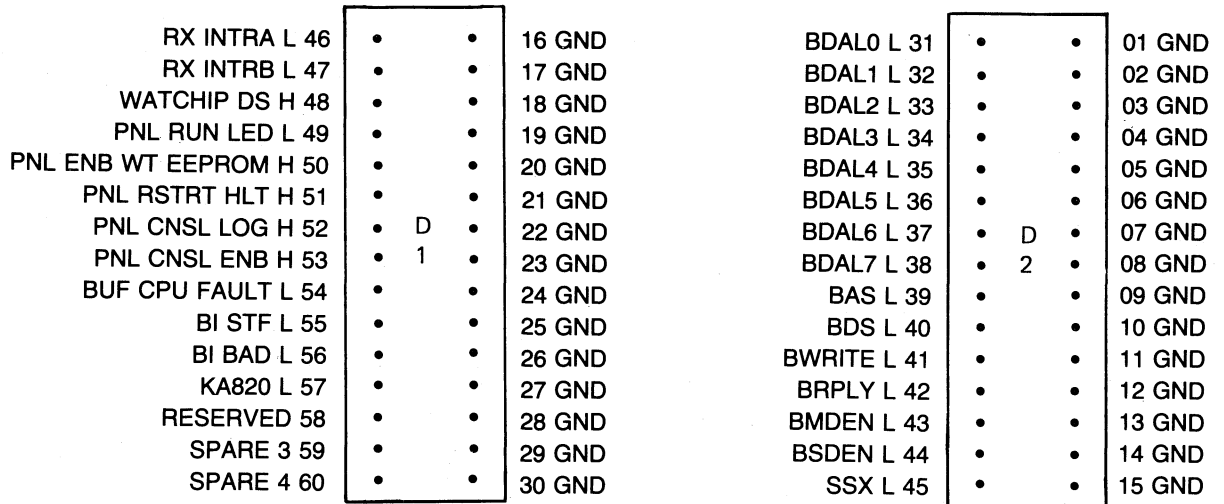 RX INTRA L 46 16 GND
RX INTRB L 47 17 GND
WATCHIP DS H 48 18 GND
PNL RUN LED L 49 19 GND
PNL ENB WT EEPROM H 50 20 GND
PNL RSTRT HLT H 51 21 GND
PNL CNSL LOG H 52 D 22 GND
PNL CNSL ENB H 53 1 23 GND
BUF CPU FAULT L 54 24 GND
BI STF L 55 25 GND
BI BAD L 56 26 GND
KA820 L 57 27 GND
RESERVED 58 28 GND
SPARE 3 59 29 GND
SPARE 4 60 30 GND
BDAL0 L 31 01 GND
BDAL1 L 32 02 GND
BDAL2 L 33 03 GND
BDAL3 L 34 04 GND
BDAL4 L 35 05 GND
BDAL5 L 36 06 GND
BDAL6 L 37 D 07 GND
BDAL7 L 38 2 08 GND
BAS L 39 09 GND
BDS L 40 10 GND
BWRITE L 41 11 GND
BRPLY L 42 12 GND
BMDEN L 43 13 GND
BSDEN L 44 14 GND
SSX L 45 15 GND